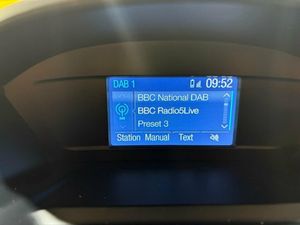 DAB 1 09:52
BBC National DAB
BBC Radio5Live
Preset 3
Station Manual Text